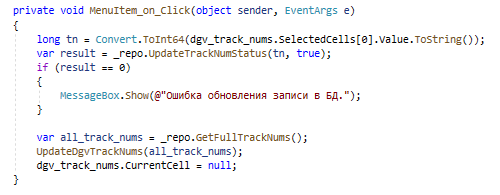 private void MenuItem_on_Click(object sender, EventArgs e)
{
long tn = Convert.ToInt64(dgv_track_nums.SelectedCells[0].Value.ToString());
var result = _repo.UpdateTrackNumStatus(tn, true);
if (result == 0)
{
MessageBox.Show(@"Ошибка обновления записи в БД.");
}
var all_track_nums = _repo.GetFullTrackNums();
UpdateDgvTrackNums(all_track_nums);
dgv_track_nums.CurrentCell = null;
}